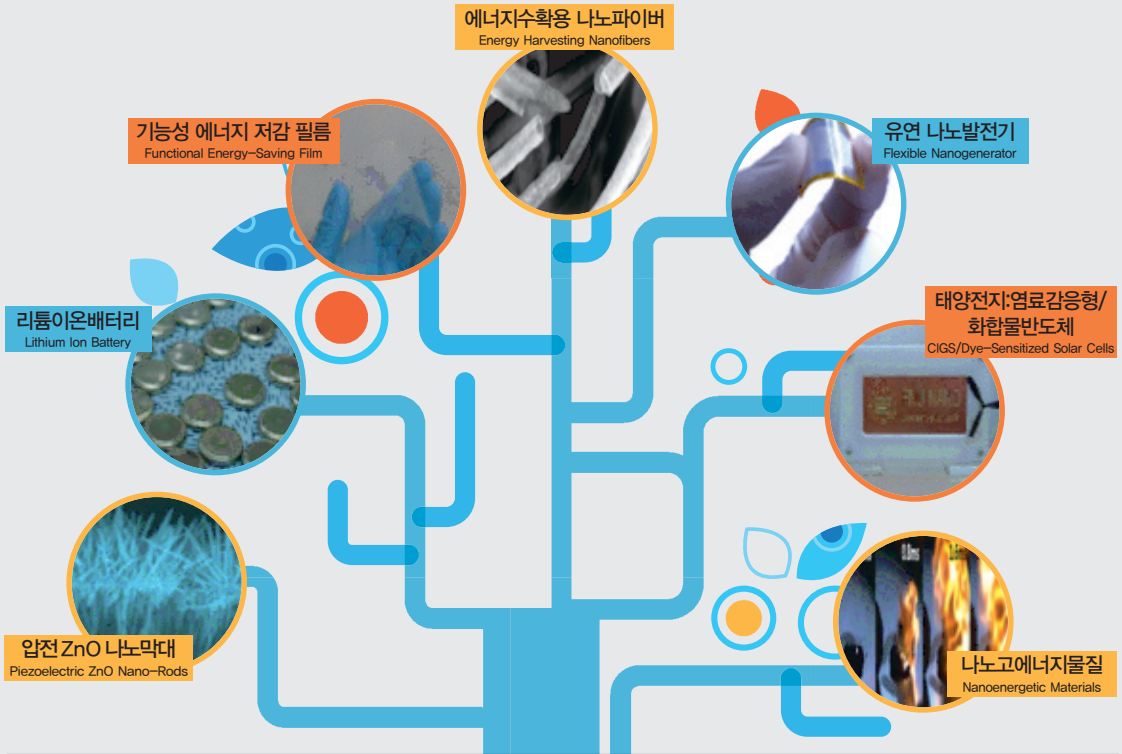 에너지수확용 나노파이버
Energy Harvesting Nanofibers
기능성 에너지 저감 필름
Functional Energy-Saving Film
유연 나노발전기
Flexible Nanogenerator
리튬이온배터리
Lithium Ion Battery
태양전지:염료감응형/
화합물반도체
CIGS/Dye-Sensitized Solar Cells
압전 ZnO 나노막대
Piezoelectric ZnO Nano-Rods
나노고에너지물질
Nanoenergetic Materials